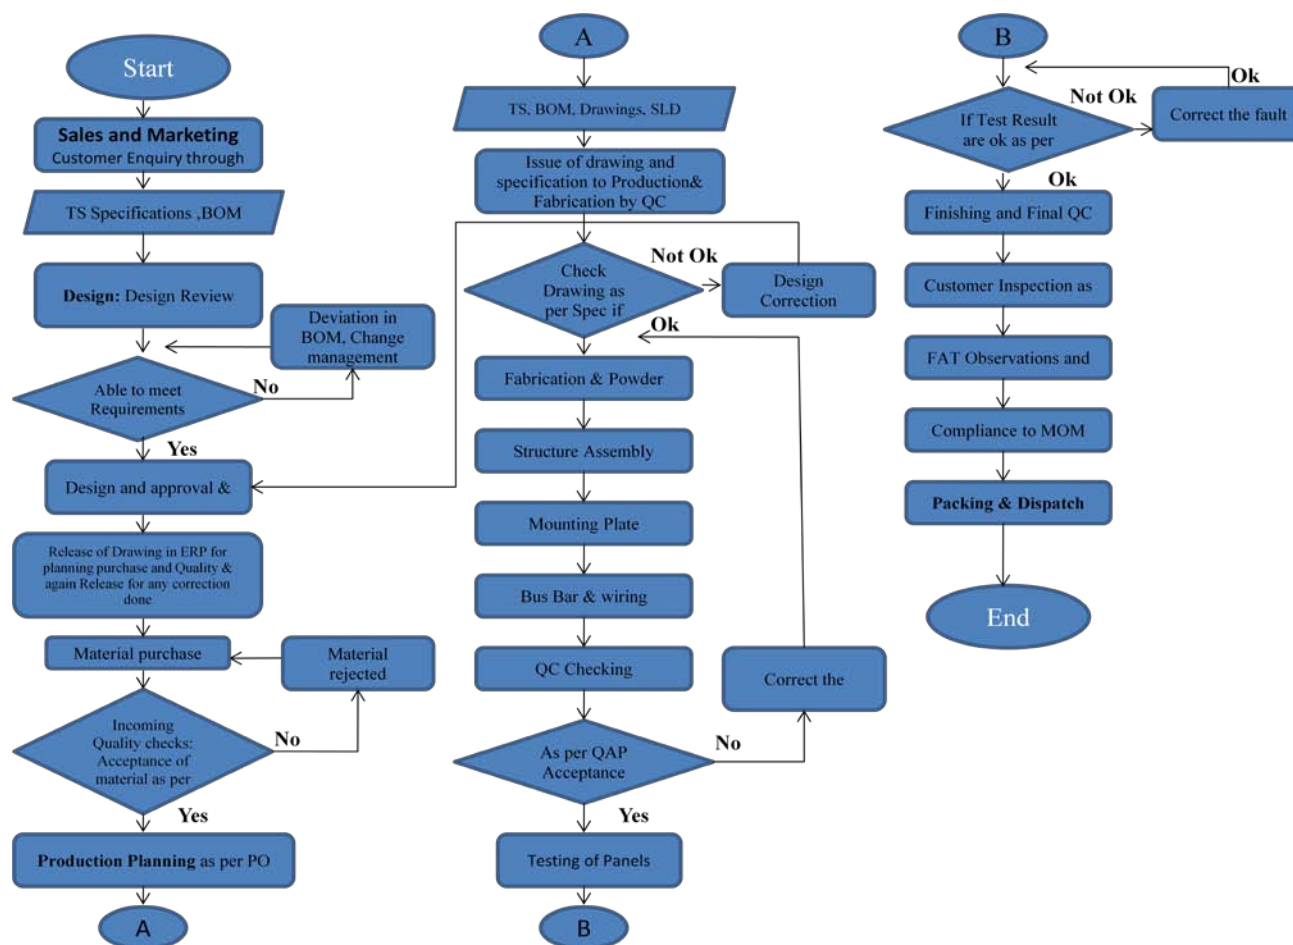 Start
Sales and Marketing
Customer Enquiry through
TS Specifications ,BOM
Design: Design Review
Deviation in
BOM, Change
management
Able to meet
Requirements
No
Yes
Design and approval &
Release of Drawing in ERP for
planning purchase and Quality &
again Release for any correction
done
Material purchase
Material
rejected
Incoming
Quality checks:
Acceptance of
material as per
No
Yes
Production Planning as per PO
A
A
TS, BOM, Drawings, SLD
Issue of drawing and
specification to Production&
Fabrication by QC
Check
Drawing as
per Spec if
Not Ok
Design
Correction
Ok
Fabrication & Powder
Structure Assembly
Mounting Plate
Bus Bar & wiring
QC Checking
Correct the
As per QAP
Acceptance
No
Yes
Testing of Panels
B
B
Ok
If Test Result
are ok as per
Not Ok
Correct the fault
Ok
Finishing and Final QC
Customer Inspection as
FAT Observations and
Compliance to MOM
Packing & Dispatch
End